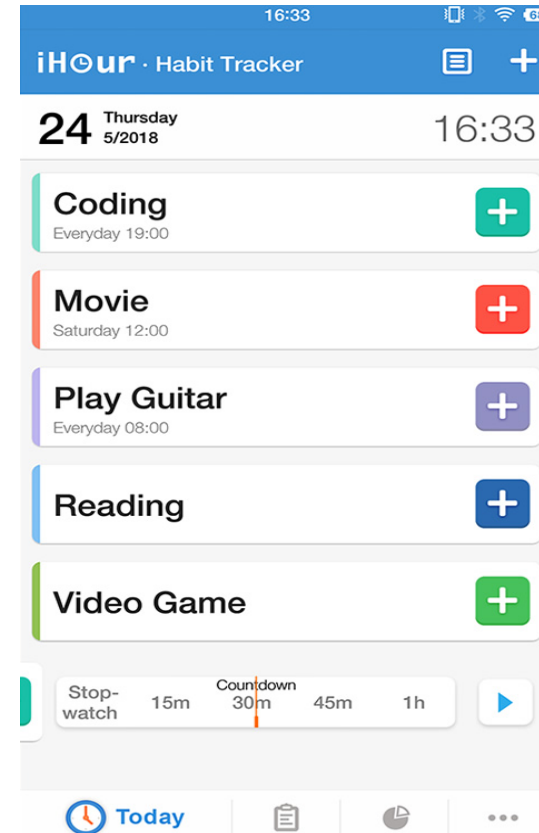 16:33
iHour · Habit Tracker
24 Thursday 16:33
5/2018
Coding
Everyday 19:00
Movie
Saturday 12:00
Play Guitar
Everyday 08:00
Reading
Video Game
Countdown
Stop-
watch 15m 30m 45m 1h
Today